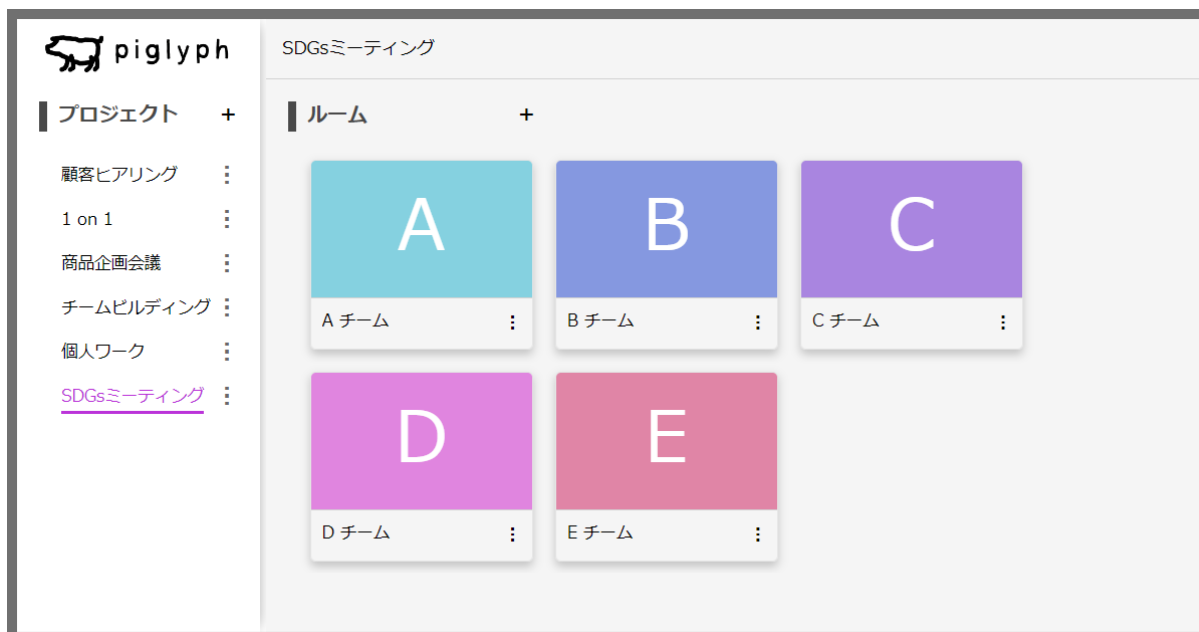 piglyph
SDGsミーティング
プロジェクト +
ルーム +
顧客ヒアリング
1 on 1
商品企画会議
チームビルディング
個人ワーク
SDGsミーティング
A
B
C
A チーム
B チーム
C チーム
D
E
D チーム
E チーム